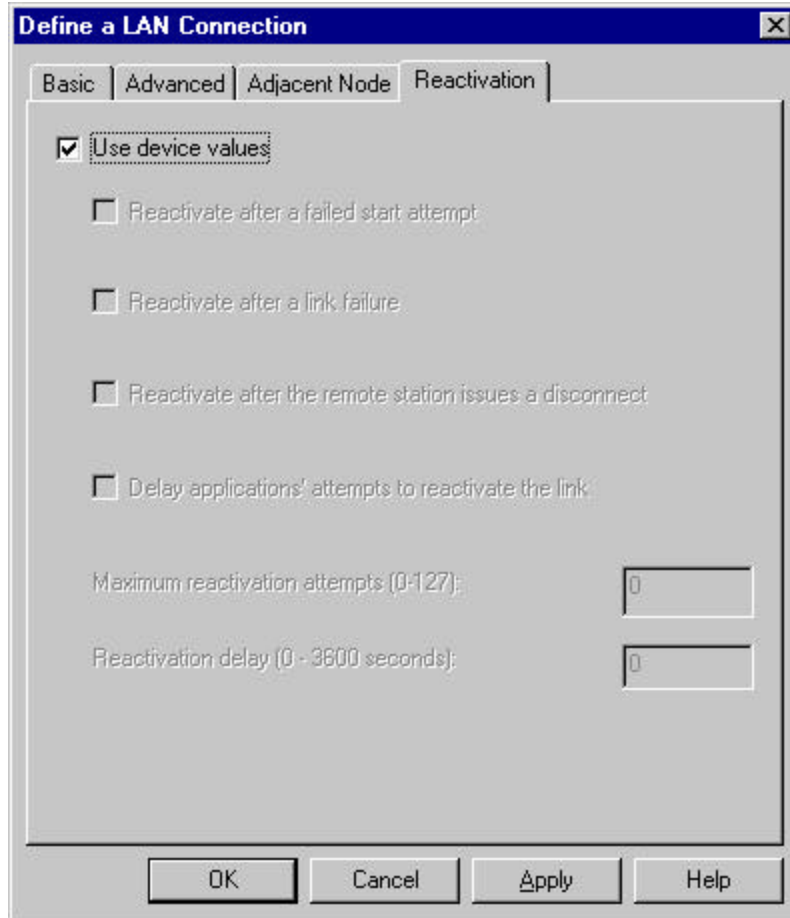 Define a LAN Connection
Basic Advanced Adjacent Node Reactivation
Use device values
Reactivate after a failed start attempt
Reactivate after a link failure
Reactivate after the remote station issues a disconnect
Delay applications' attempts to reactivate the link
Maximum reactivation attempts (0-127): 0
Reactivation delay (0 - 3600 seconds): 0
OK Cancel Apply Help